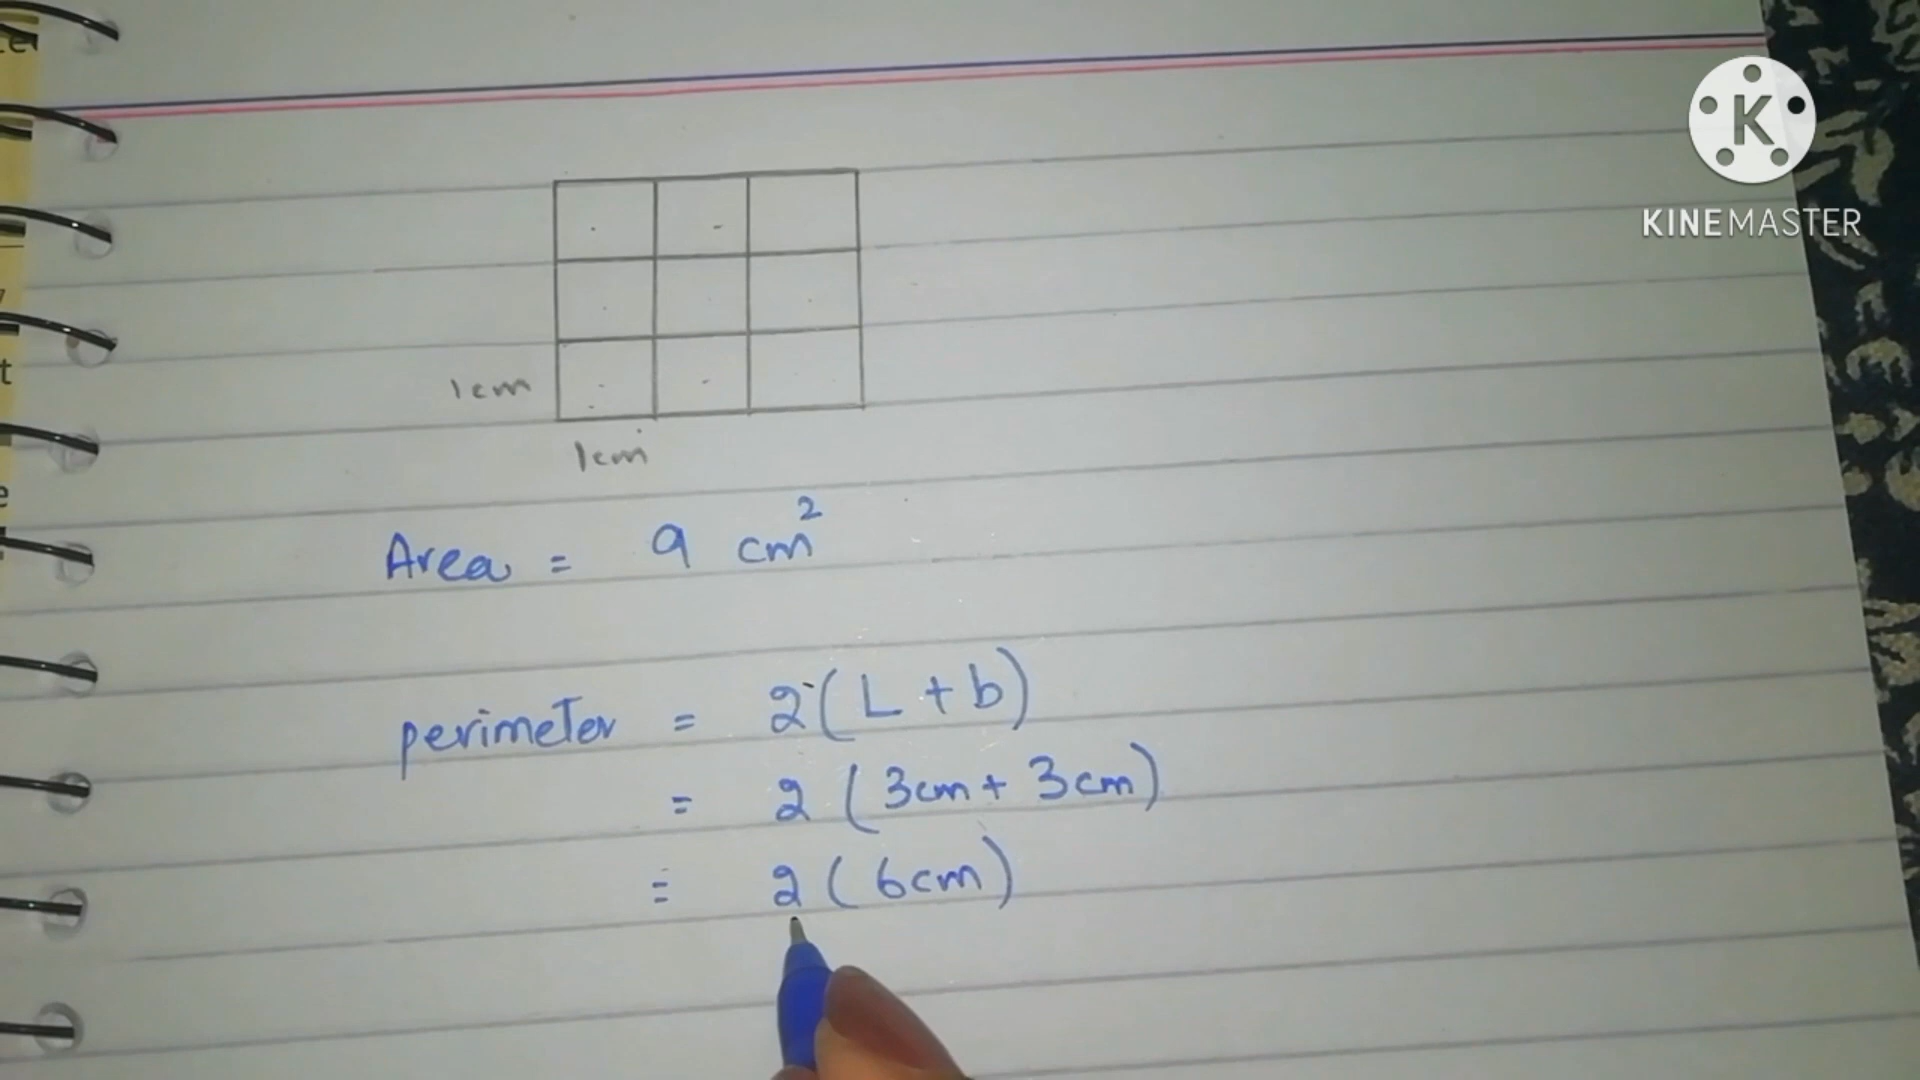 KINEMASTER
1cm
1cm
Area = 9 cm²
perimeter = 2(L+b)
= 2(3cm+3cm)
= 2(6cm)